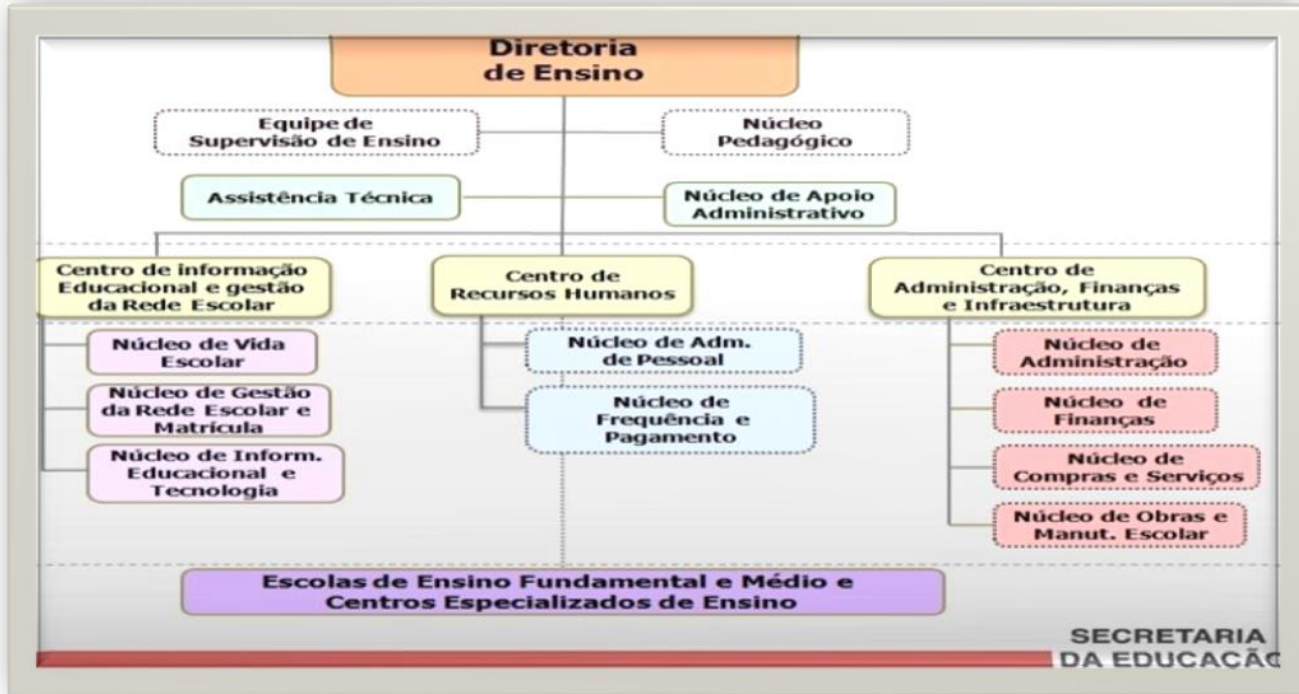 Diretoria
de Ensino
Equipe de
Supervisão de Ensino
Núcleo
Pedagógico
Assistência Técnica
Núcleo de Apoio
Administrativo
Centro de informação
Educacional e gestão
da Rede Escolar
Centro de
Recursos Humanos
Centro de
Administração, Finanças
e Infraestrutura
Núcleo de Vida
Escolar
Núcleo de Gestão
da Rede Escolar e
Matrícula
Núcleo de Inform.
Educacional e
Tecnologia
Núcleo de Adm.
de Pessoal
Núcleo de
Frequência e
Pagamento
Núcleo de
Administração
Núcleo de
Finanças
Núcleo de
Compras e Serviços
Núcleo de Obras e
Manut. Escolar
Escolas de Ensino Fundamental e Médio e
Centros Especializados de Ensino
SECRETARIA
DA EDUCAÇÃO